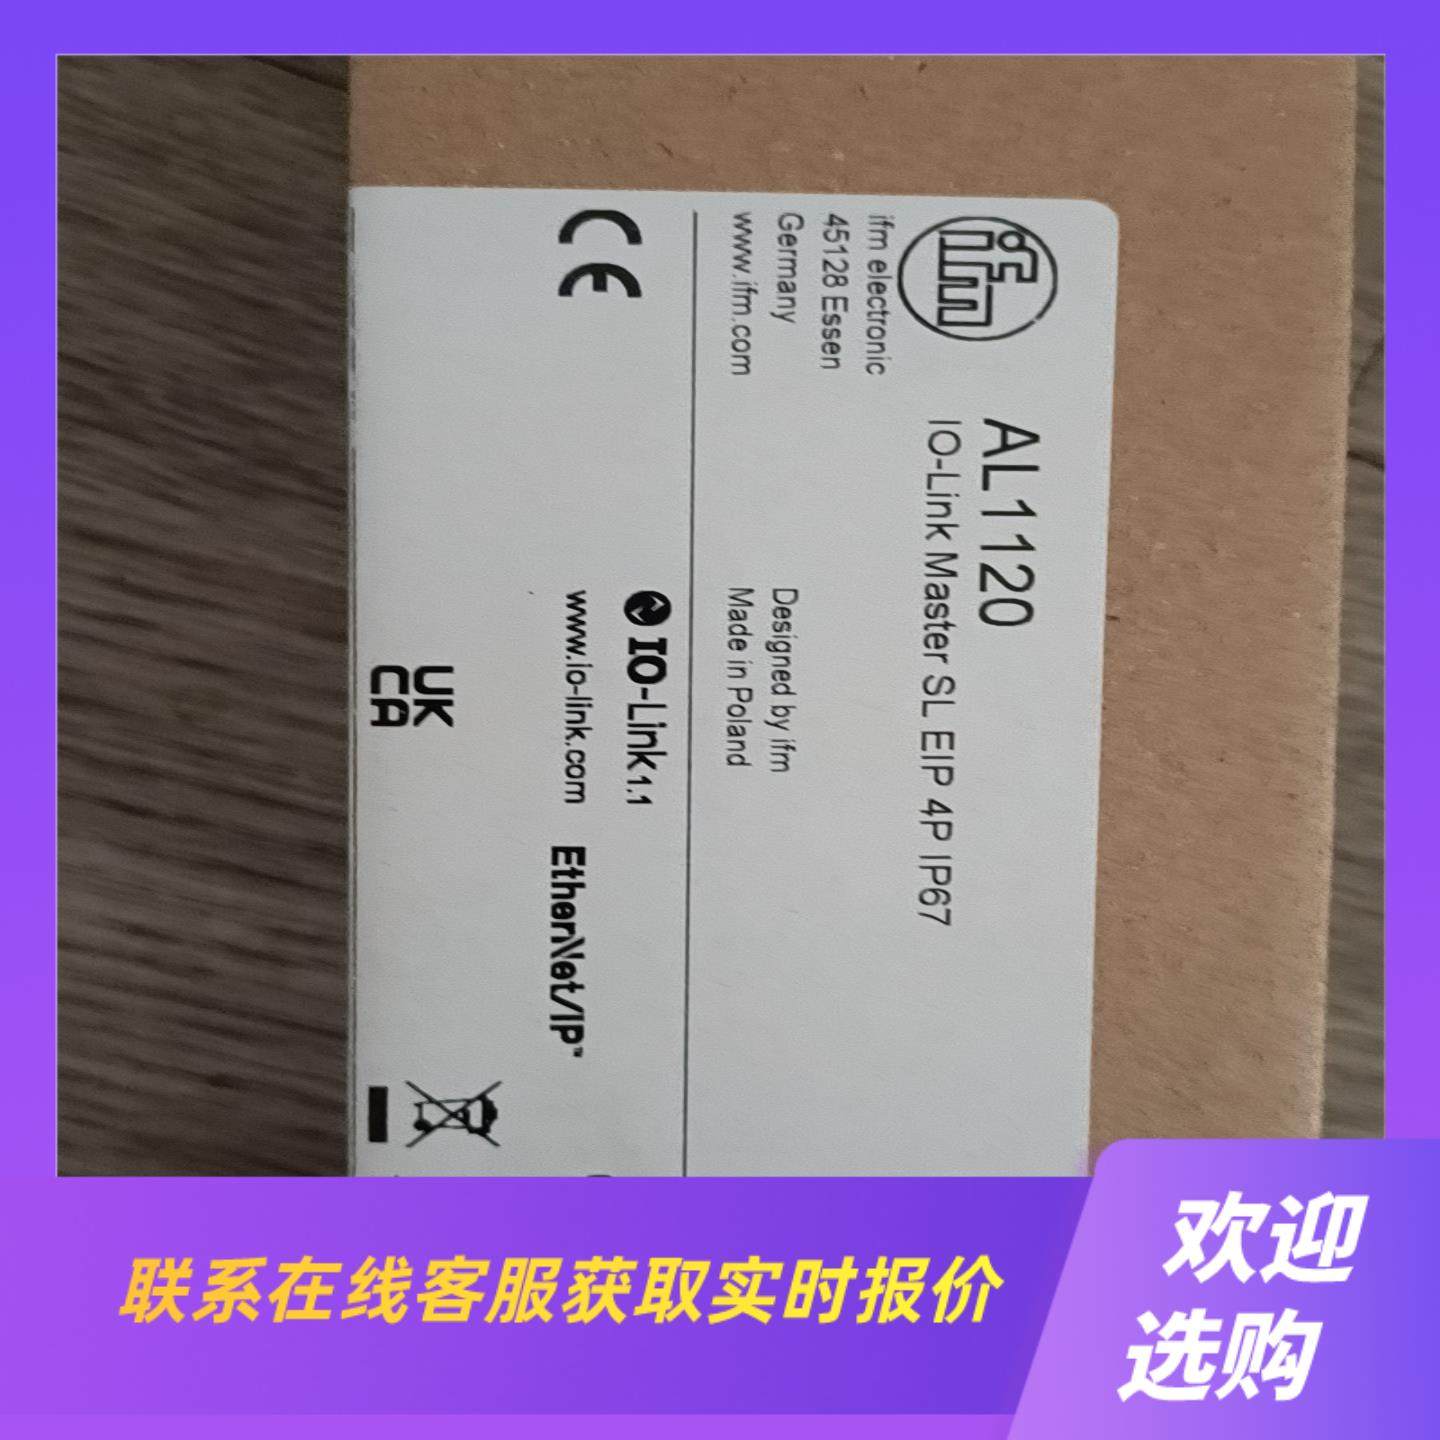 ifm
AL1120
IO-Link Master SL EIP 4P IP67
ifm electronic
45128 Essen
Germany
www.ifm.com
Designed by ifm
Made in Poland
CE
IO-Link 1.1
www.io-link.com
EtherNet/IP™
UK
CA
联系在线客服获取实时报价
欢迎
选购